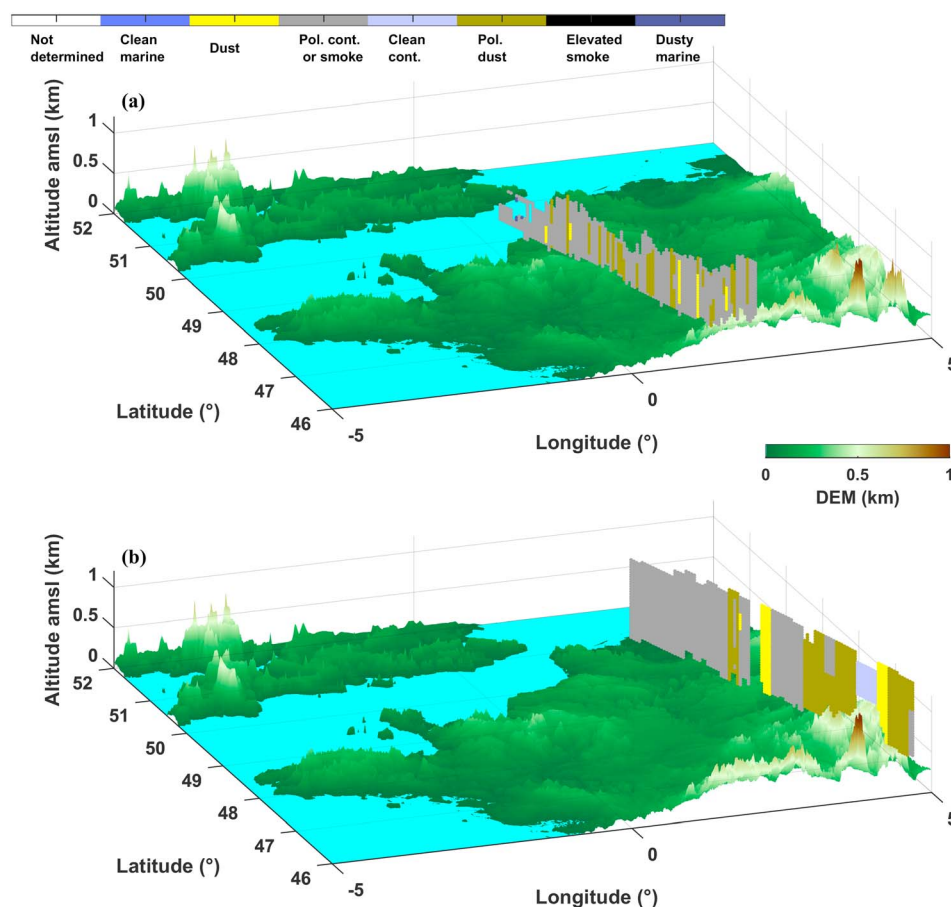 Not determined
Clean marine
Dust
Pol. cont. or smoke
Clean cont.
Pol. dust
Elevated smoke
Dusty marine
(a)
Altitude amsl (km)
1
0.5
0
52
51
50
49
48
47
46
Latitude (°)
-5
0
5
Longitude (°)
0
0.5
1
DEM (km)
(b)
Altitude amsl (km)
1
0.5
0
52
51
50
49
48
47
46
Latitude (°)
-5
0
5
Longitude (°)